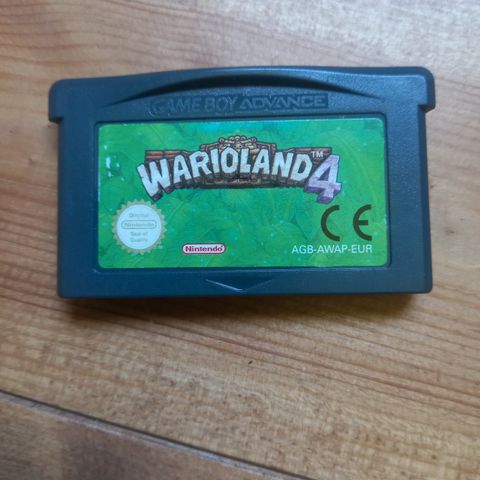 GAME BOY ADVANCE
WARIOLAND 4 ™
Original
Nintendo
Seal of
Quality
Nintendo
CE
AGB-AWAP-EUR